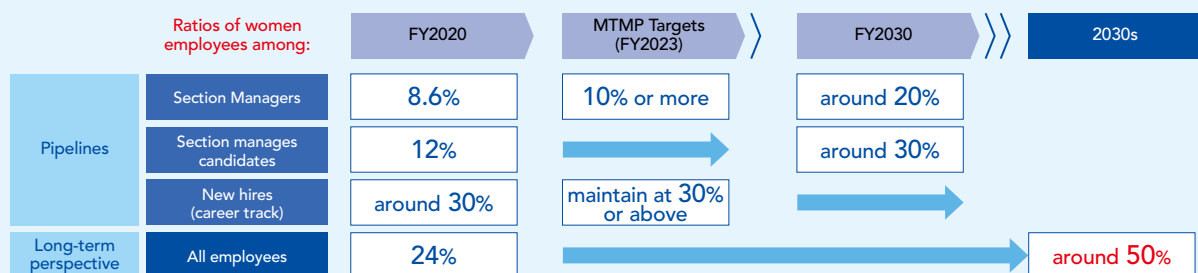 Ratios of women
employees among:
FY2020
MTMP Targets
(FY2023)
FY2030
2030s
Pipelines
Section Managers
8.6%
10% or more
around 20%
Section manages
candidates
12%
around 30%
New hires
(career track)
around 30%
maintain at 30%
or above
Long-term
perspective
All employees
24%
around 50%